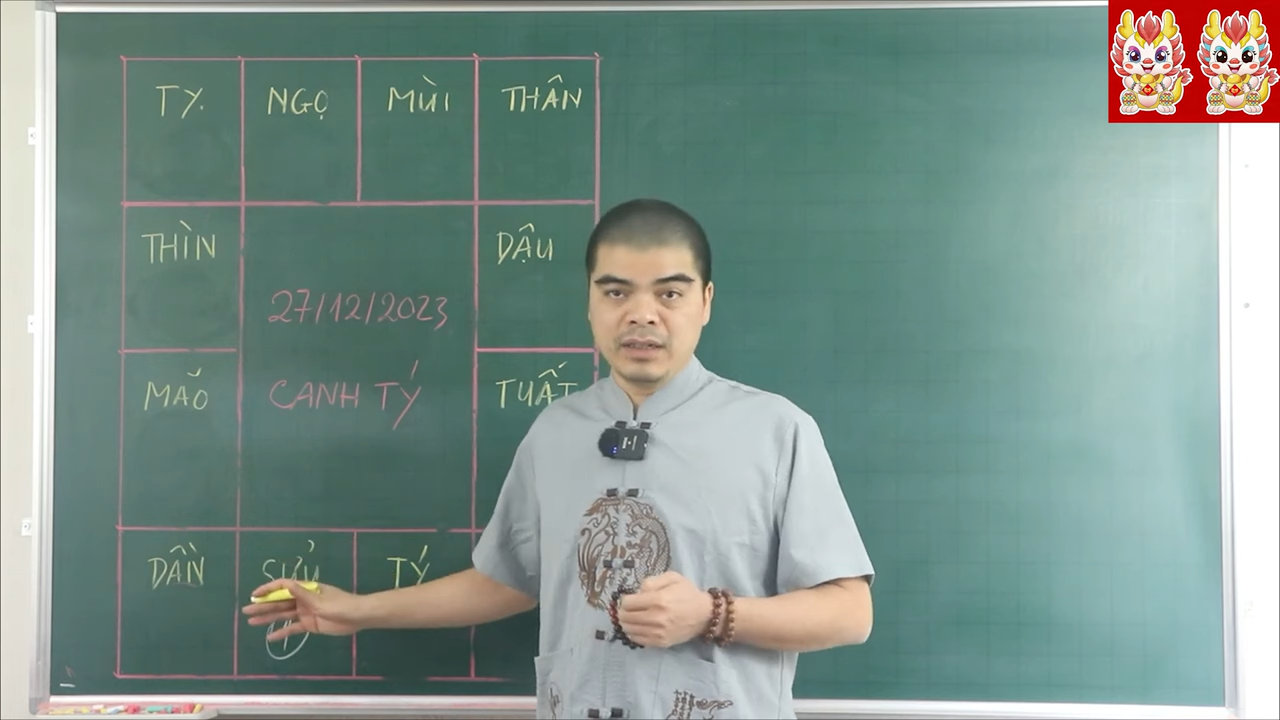 TỴ NGỌ MÙI THÂN
THÌN DẬU
27/12/2023
MÃO CANH TÝ TUẤT
DẦN SỬU TÝ